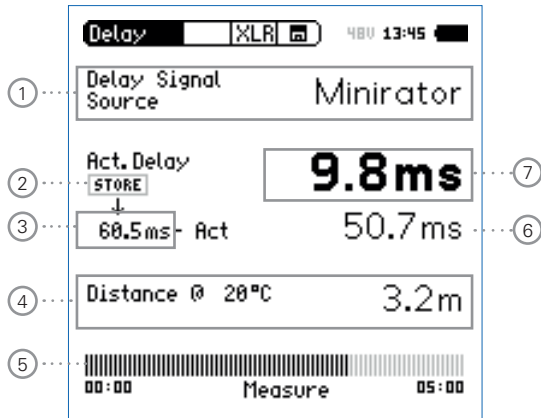 Delay XLR 48V 13:45
1 Delay Signal
Source Minirator
Act. Delay 9.8ms 7
2 STORE
3 60.5ms - Act 50.7ms 6
4 Distance @ 20°C 3.2m
5
00:00 Measure 05:00